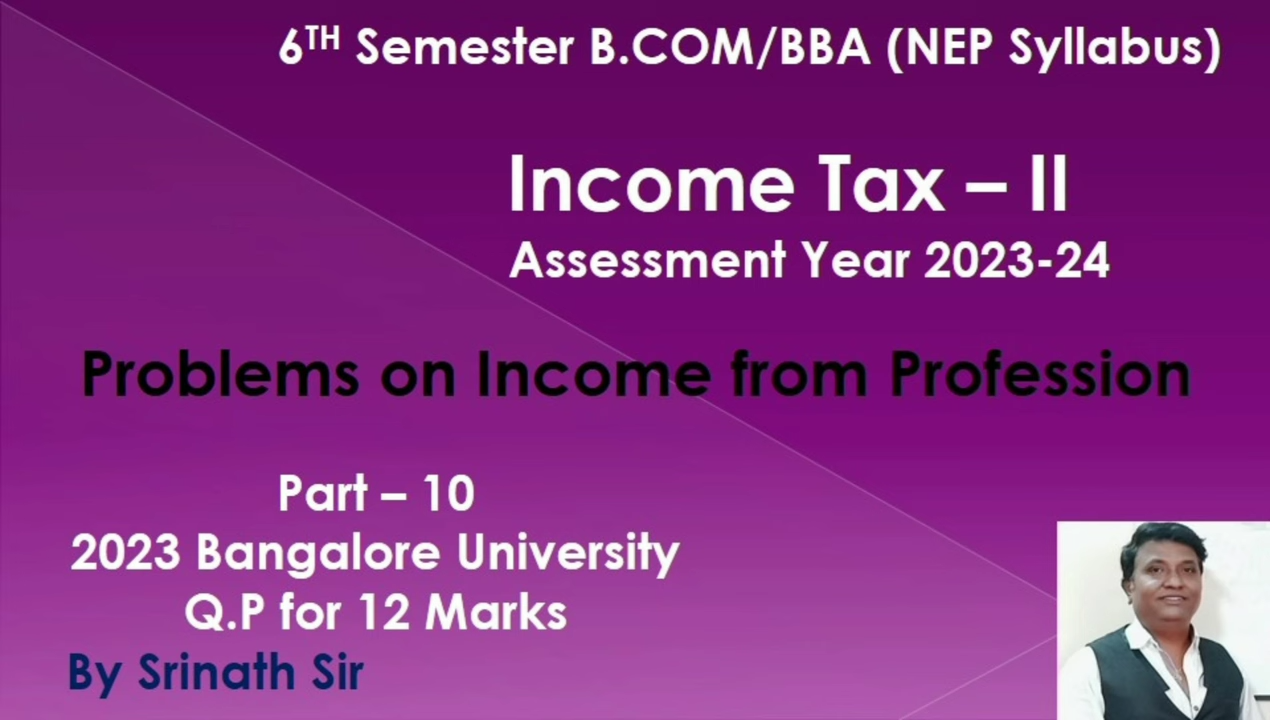 6TH Semester B.COM/BBA (NEP Syllabus)
Income Tax – II
Assessment Year 2023-24
Problems on Income from Profession
Part – 10
2023 Bangalore University
Q.P for 12 Marks
By Srinath Sir